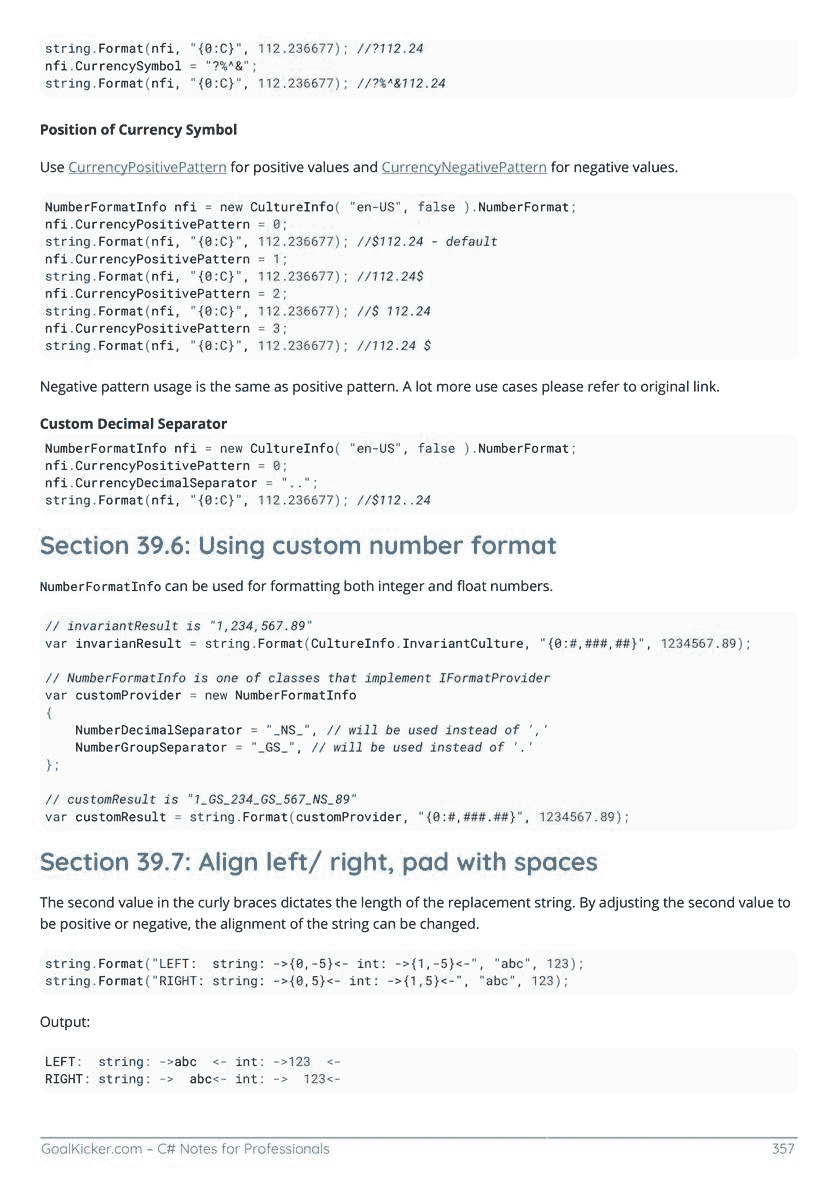 string.Format(nfi, "{0:C}", 112.236677); //?112.24
nfi.CurrencySymbol = "?%^&";
string.Format(nfi, "{0:C}", 112.236677); //?%^&112.24
Position of Currency Symbol
Use CurrencyPositivePattern for positive values and CurrencyNegativePattern for negative values.
NumberFormatInfo nfi = new CultureInfo( "en-US", false ).NumberFormat;
nfi.CurrencyPositivePattern = 0;
string.Format(nfi, "{0:C}", 112.236677); //$112.24 - default
nfi.CurrencyPositivePattern = 1;
string.Format(nfi, "{0:C}", 112.236677); //112.24$
nfi.CurrencyPositivePattern = 2;
string.Format(nfi, "{0:C}", 112.236677); //$ 112.24
nfi.CurrencyPositivePattern = 3;
string.Format(nfi, "{0:C}", 112.236677); //112.24 $
Negative pattern usage is the same as positive pattern. A lot more use cases please refer to original link.
Custom Decimal Separator
NumberFormatInfo nfi = new CultureInfo( "en-US", false ).NumberFormat;
nfi.CurrencyPositivePattern = 0;
nfi.CurrencyDecimalSeparator = "..";
string.Format(nfi, "{0:C}", 112.236677); //$112..24
Section 39.6: Using custom number format
NumberFormatInfo can be used for formatting both integer and float numbers.
// invariantResult is "1,234,567.89"
var invarianResult = string.Format(CultureInfo.InvariantCulture, "{0:#,###,##}", 1234567.89);
// NumberFormatInfo is one of classes that implement IFormatProvider
var customProvider = new NumberFormatInfo
{
    NumberDecimalSeparator = "_NS_", // will be used instead of ','
    NumberGroupSeparator = "_GS_", // will be used instead of '.'
};
// customResult is "1_GS_234_GS_567_NS_89"
var customResult = string.Format(customProvider, "{0:#,###.##}", 1234567.89);
Section 39.7: Align left/ right, pad with spaces
The second value in the curly braces dictates the length of the replacement string. By adjusting the second value to
be positive or negative, the alignment of the string can be changed.
string.Format("LEFT:  string: ->{0,-5}<- int: ->{1,-5}<-", "abc", 123);
string.Format("RIGHT: string: ->{0,5}<- int: ->{1,5}<-", "abc", 123);
Output:
LEFT:  string: ->abc  <- int: ->123  <-
RIGHT: string: ->  abc<- int: ->  123<-
GoalKicker.com – C# Notes for Professionals 357